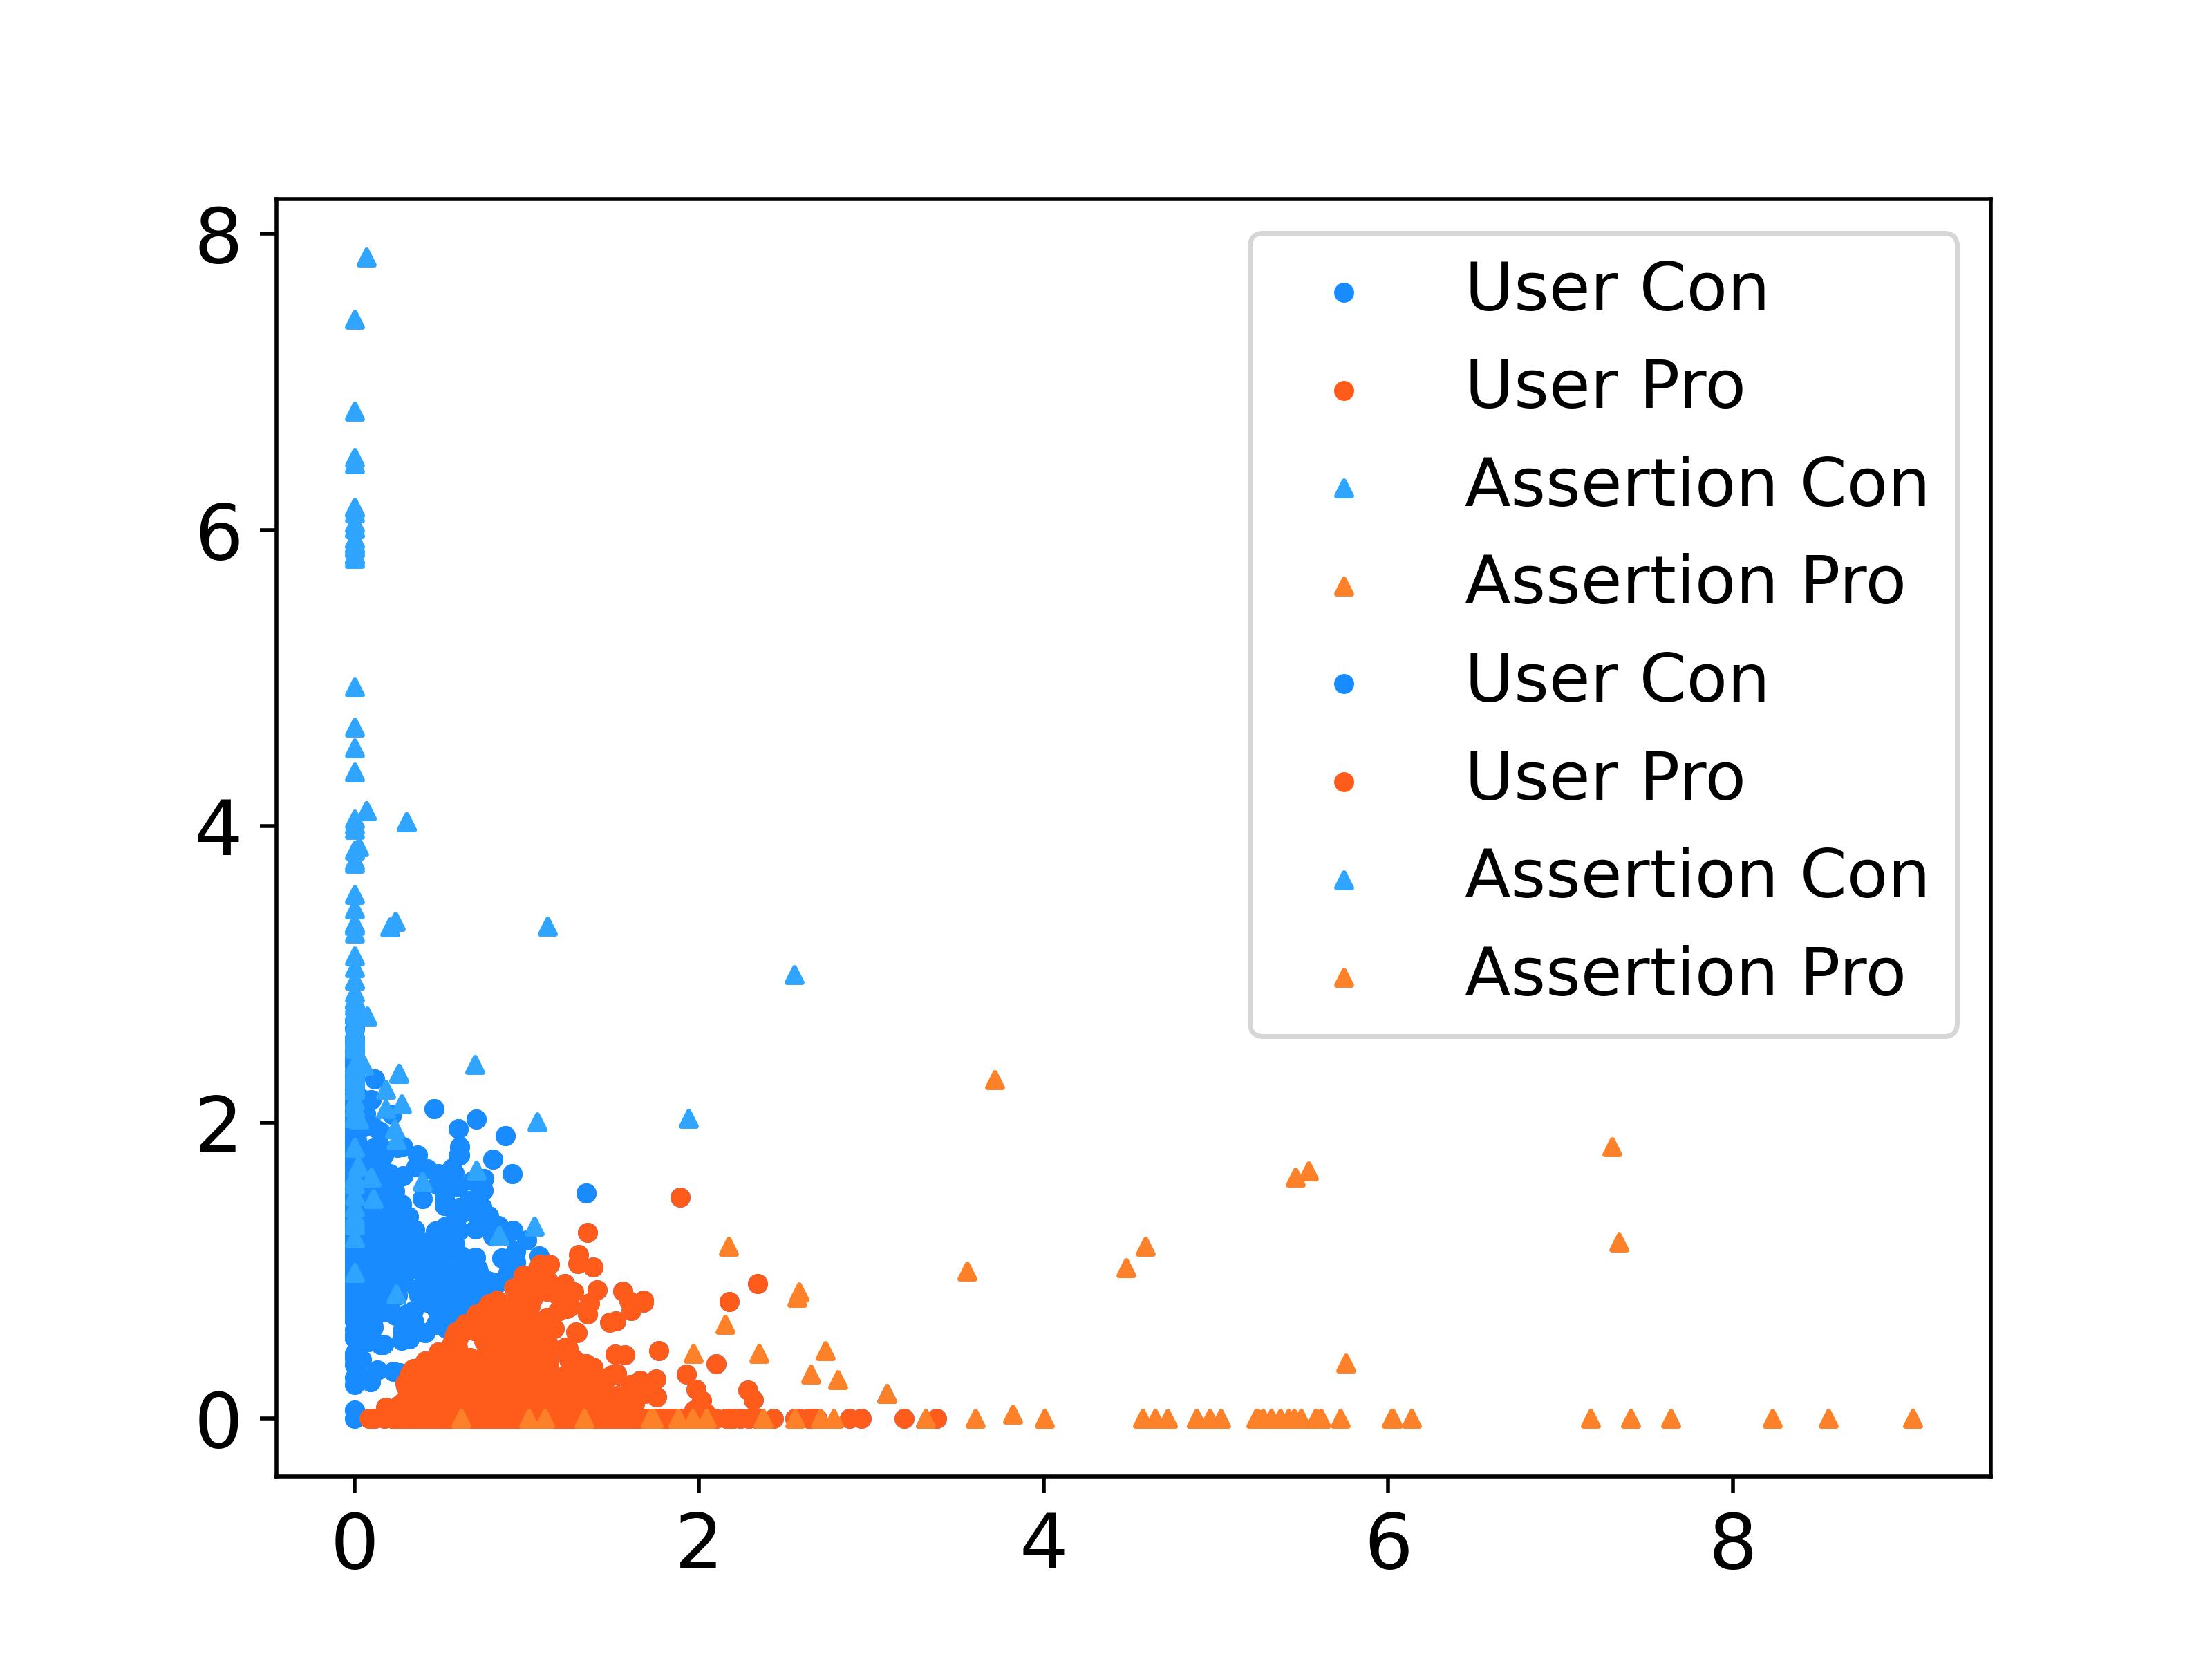 8
6
4
2
0
0 2 4 6 8
User Con
User Pro
Assertion Con
Assertion Pro
User Con
User Pro
Assertion Con
Assertion Pro